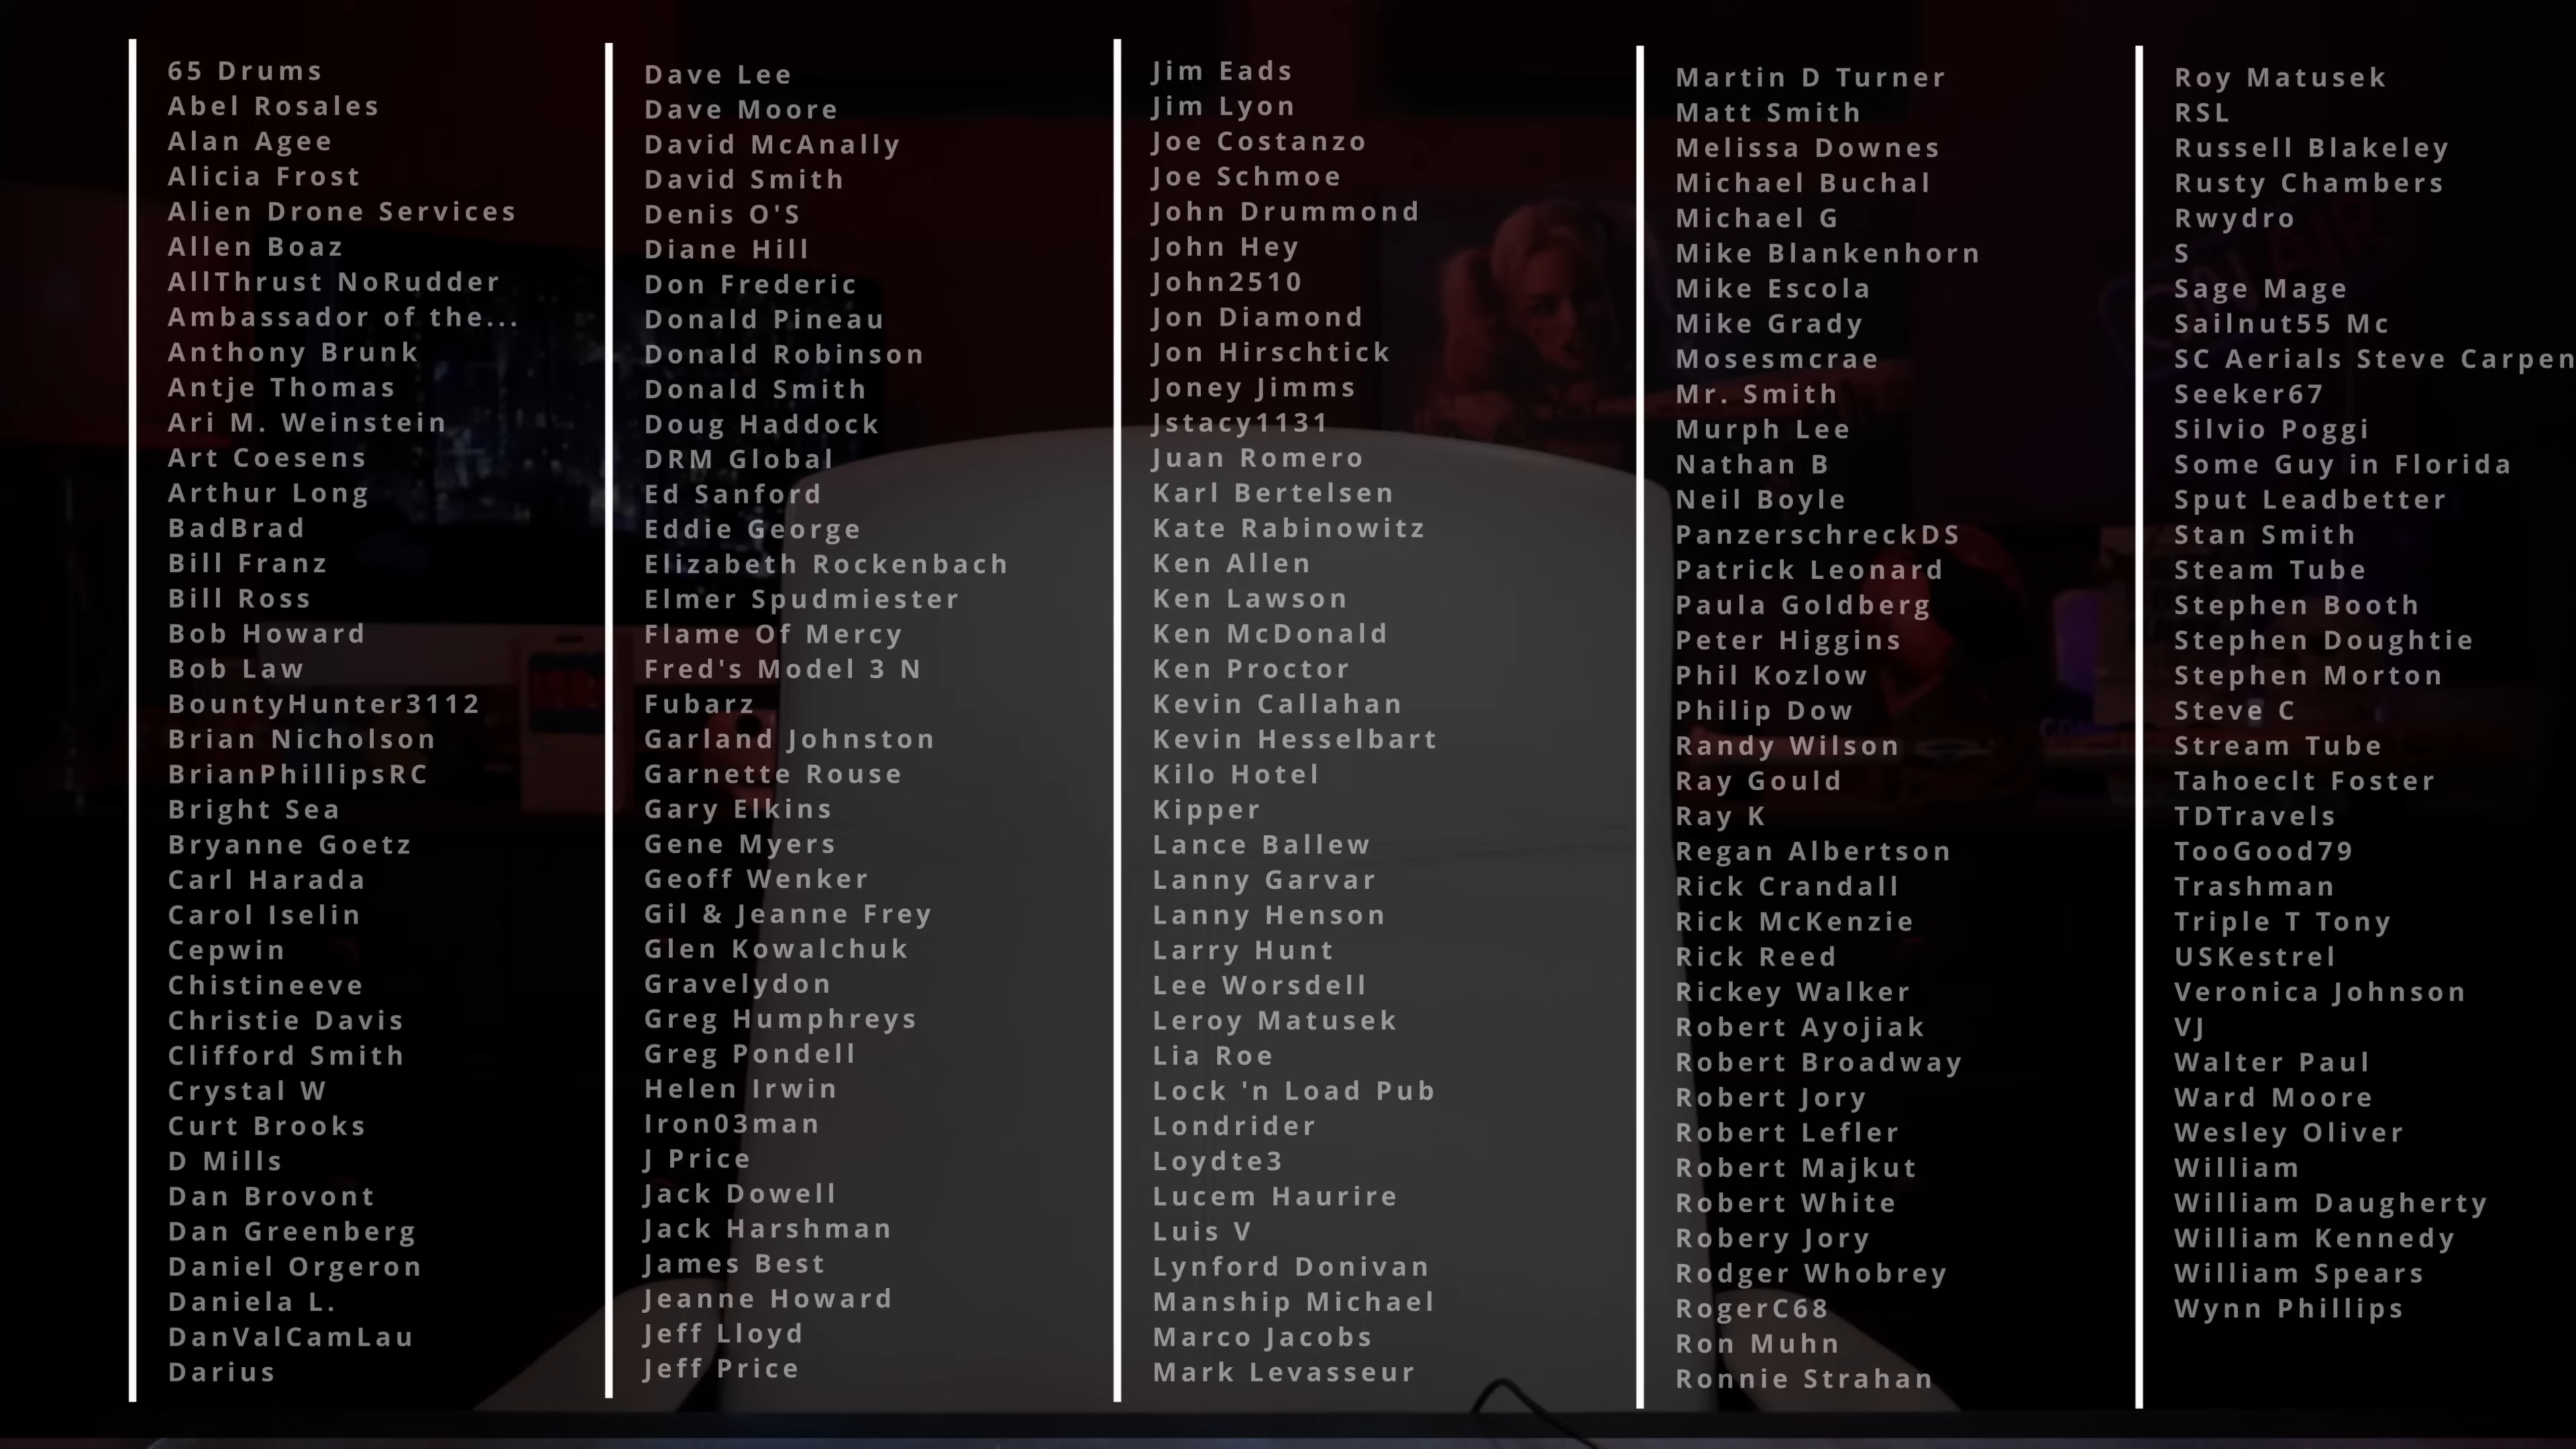 65 Drums
Abel Rosales
Alan Agee
Alicia Frost
Alien Drone Services
Allen Boaz
AllThrust NoRudder
Ambassador of the...
Anthony Brunk
Antje Thomas
Ari M. Weinstein
Art Coesens
Arthur Long
BadBrad
Bill Franz
Bill Ross
Bob Howard
Bob Law
BountyHunter3112
Brian Nicholson
BrianPhillipsRC
Bright Sea
Bryanne Goetz
Carl Harada
Carol Iselin
Cepwin
Chistineeve
Christie Davis
Clifford Smith
Crystal W
Curt Brooks
D Mills
Dan Brovont
Dan Greenberg
Daniel Orgeron
Daniela L.
DanValCamLau
Darius
Dave Lee
Dave Moore
David McAnally
David Smith
Denis O'S
Diane Hill
Don Frederic
Donald Pineau
Donald Robinson
Donald Smith
Doug Haddock
DRM Global
Ed Sanford
Eddie George
Elizabeth Rockenbach
Elmer Spudmiester
Flame Of Mercy
Fred's Model 3 N
Fubarz
Garland Johnston
Garnette Rouse
Gary Elkins
Gene Myers
Geoff Wenker
Gil & Jeanne Frey
Glen Kowalchuk
Gravelydon
Greg Humphreys
Greg Pondell
Helen Irwin
Iron03man
J Price
Jack Dowell
Jack Harshman
James Best
Jeanne Howard
Jeff Lloyd
Jeff Price
Jim Eads
Jim Lyon
Joe Costanzo
Joe Schmoe
John Drummond
John Hey
John2510
Jon Diamond
Jon Hirschtick
Joney Jimms
Jstacy1131
Juan Romero
Karl Bertelsen
Kate Rabinowitz
Ken Allen
Ken Lawson
Ken McDonald
Ken Proctor
Kevin Callahan
Kevin Hesselbart
Kilo Hotel
Kipper
Lance Ballew
Lanny Garvar
Lanny Henson
Larry Hunt
Lee Worsdell
Leroy Matusek
Lia Roe
Lock 'n Load Pub
Londrider
Loydte3
Lucem Haurire
Luis V
Lynford Donivan
Manship Michael
Marco Jacobs
Mark Levasseur
Martin D Turner
Matt Smith
Melissa Downes
Michael Buchal
Michael G
Mike Blankenhorn
Mike Escola
Mike Grady
Mosesmcrae
Mr. Smith
Murph Lee
Nathan B
Neil Boyle
PanzerschreckDS
Patrick Leonard
Paula Goldberg
Peter Higgins
Phil Kozlow
Philip Dow
Randy Wilson
Ray Gould
Ray K
Regan Albertson
Rick Crandall
Rick McKenzie
Rick Reed
Rickey Walker
Robert Ayojiak
Robert Broadway
Robert Jory
Robert Lefler
Robert Majkut
Robert White
Robery Jory
Rodger Whobrey
RogerC68
Ron Muhn
Ronnie Strahan
Roy Matusek
RSL
Russell Blakeley
Rusty Chambers
Rwydro
S
Sage Mage
Sailnut55 Mc
SC Aerials Steve Carpen
Seeker67
Silvio Poggi
Some Guy in Florida
Sput Leadbetter
Stan Smith
Steam Tube
Stephen Booth
Stephen Doughtie
Stephen Morton
Steve C
Stream Tube
Tahoeclt Foster
TDTravels
TooGood79
Trashman
Triple T Tony
USKestrel
Veronica Johnson
VJ
Walter Paul
Ward Moore
Wesley Oliver
William
William Daugherty
William Kennedy
William Spears
Wynn Phillips
ON AIR